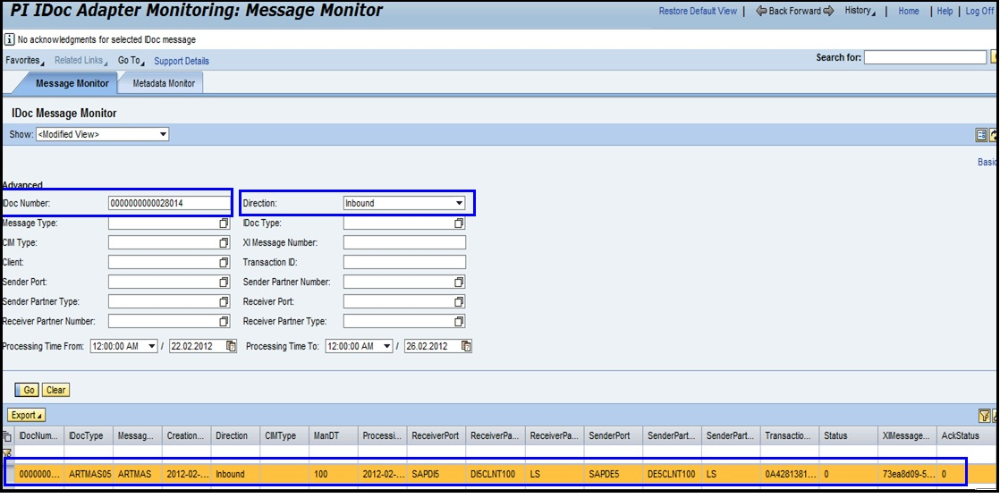 PI IDoc Adapter Monitoring: Message Monitor
Restore Default View | Back Forward History | Home | Help | Log Off
No acknowledgments for selected IDoc message
Favorites Related Links Go To Support Details Search for:
Message Monitor Metadata Monitor
IDoc Message Monitor
Show: <Modified View>
Basic
Advanced
IDoc Number: 0000000000028014 Direction: Inbound
Message Type: IDoc Type:
CIM Type: XI Message Number:
Client: Transaction ID:
Sender Port: Sender Partner Number:
Sender Partner Type: Receiver Port:
Receiver Partner Number: Receiver Partner Type:
Processing Time From: 12:00:00 AM / 22.02.2012 Processing Time To: 12:00:00 AM / 26.02.2012
Go Clear
Export
IDocNum... IDocType Messag... Creation... Direction CIMType ManDT Processi... ReceiverPort ReceiverPa... ReceiverPa... SenderPort SenderPart... SenderPart... Transactio... Status XIMessage... AckStatus
0000000... ARTMAS05 ARTMAS 2012-02-... Inbound 100 2012-02-... SAPDI5 DI5CLNT100 LS SAPDE5 DE5CLNT100 LS 0A4281381... 0 73ea8d09-5... 0